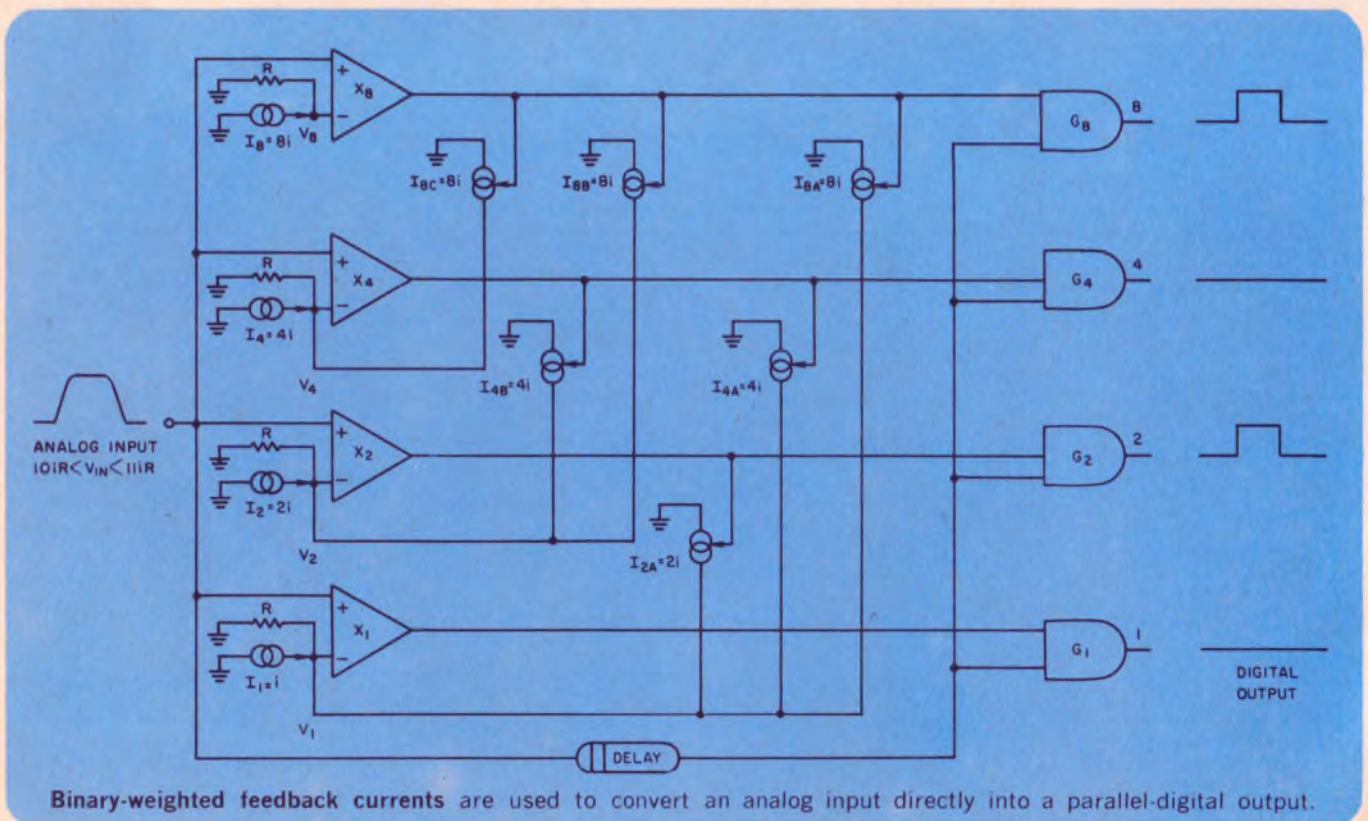 R
+
X8
I8=8i
V8
−
G8
8
I8C=8i
I8B=8i
I8A=8i
R
+
X4
I4=4i
−
V4
G4
4
I4B=4i
I4A=4i
ANALOG INPUT
10iR<VIN<11iR
R
+
X2
I2=2i
−
V2
G2
2
I2A=2i
R
+
X1
I1=i
−
V1
G1
1
DIGITAL
OUTPUT
DELAY
Binary-weighted feedback currents are used to convert an analog input directly into a parallel-digital output.